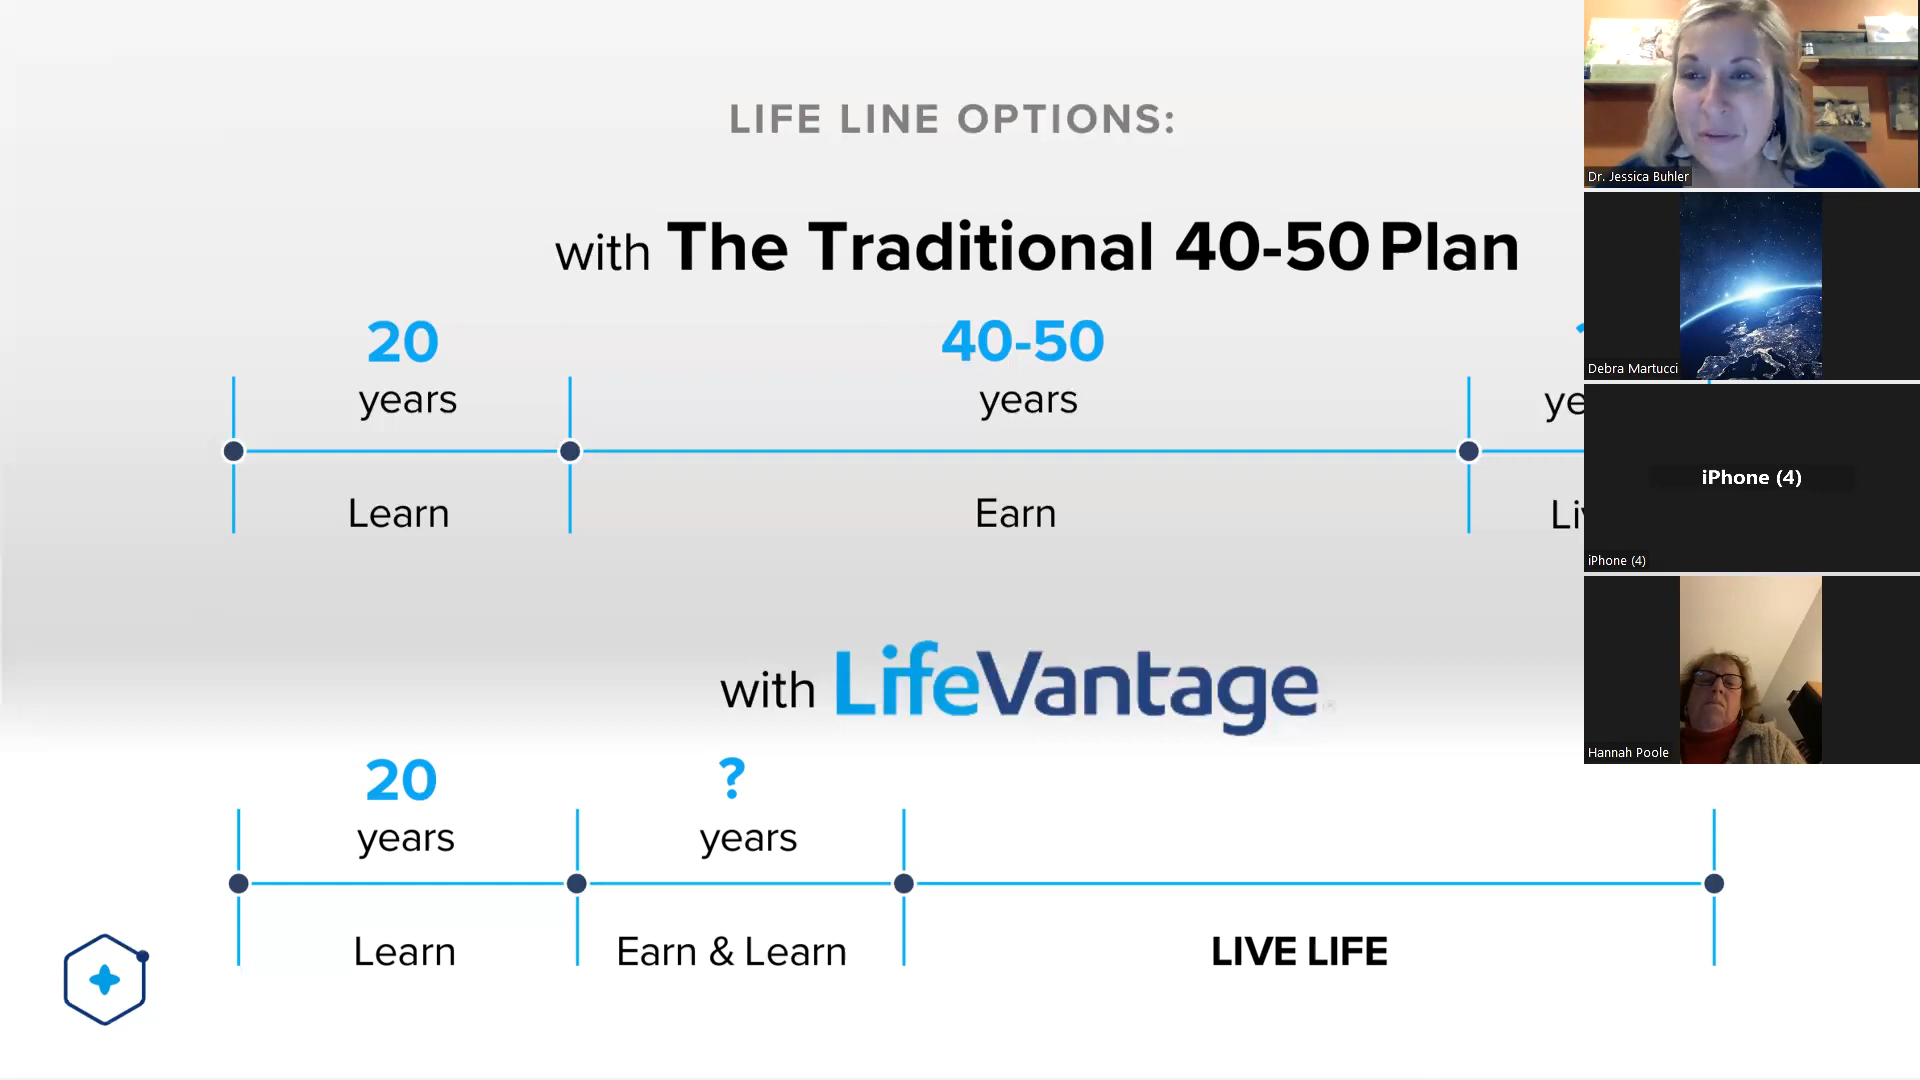 LIFE LINE OPTIONS:
with The Traditional 40-50 Plan
20
40-50
years
years
Learn
Earn
with LifeVantage
20
?
years
years
Learn
Earn & Learn
LIVE LIFE
Dr. Jessica Buhler
Debra Martucci
iPhone (4)
iPhone (4)
Hannah Poole